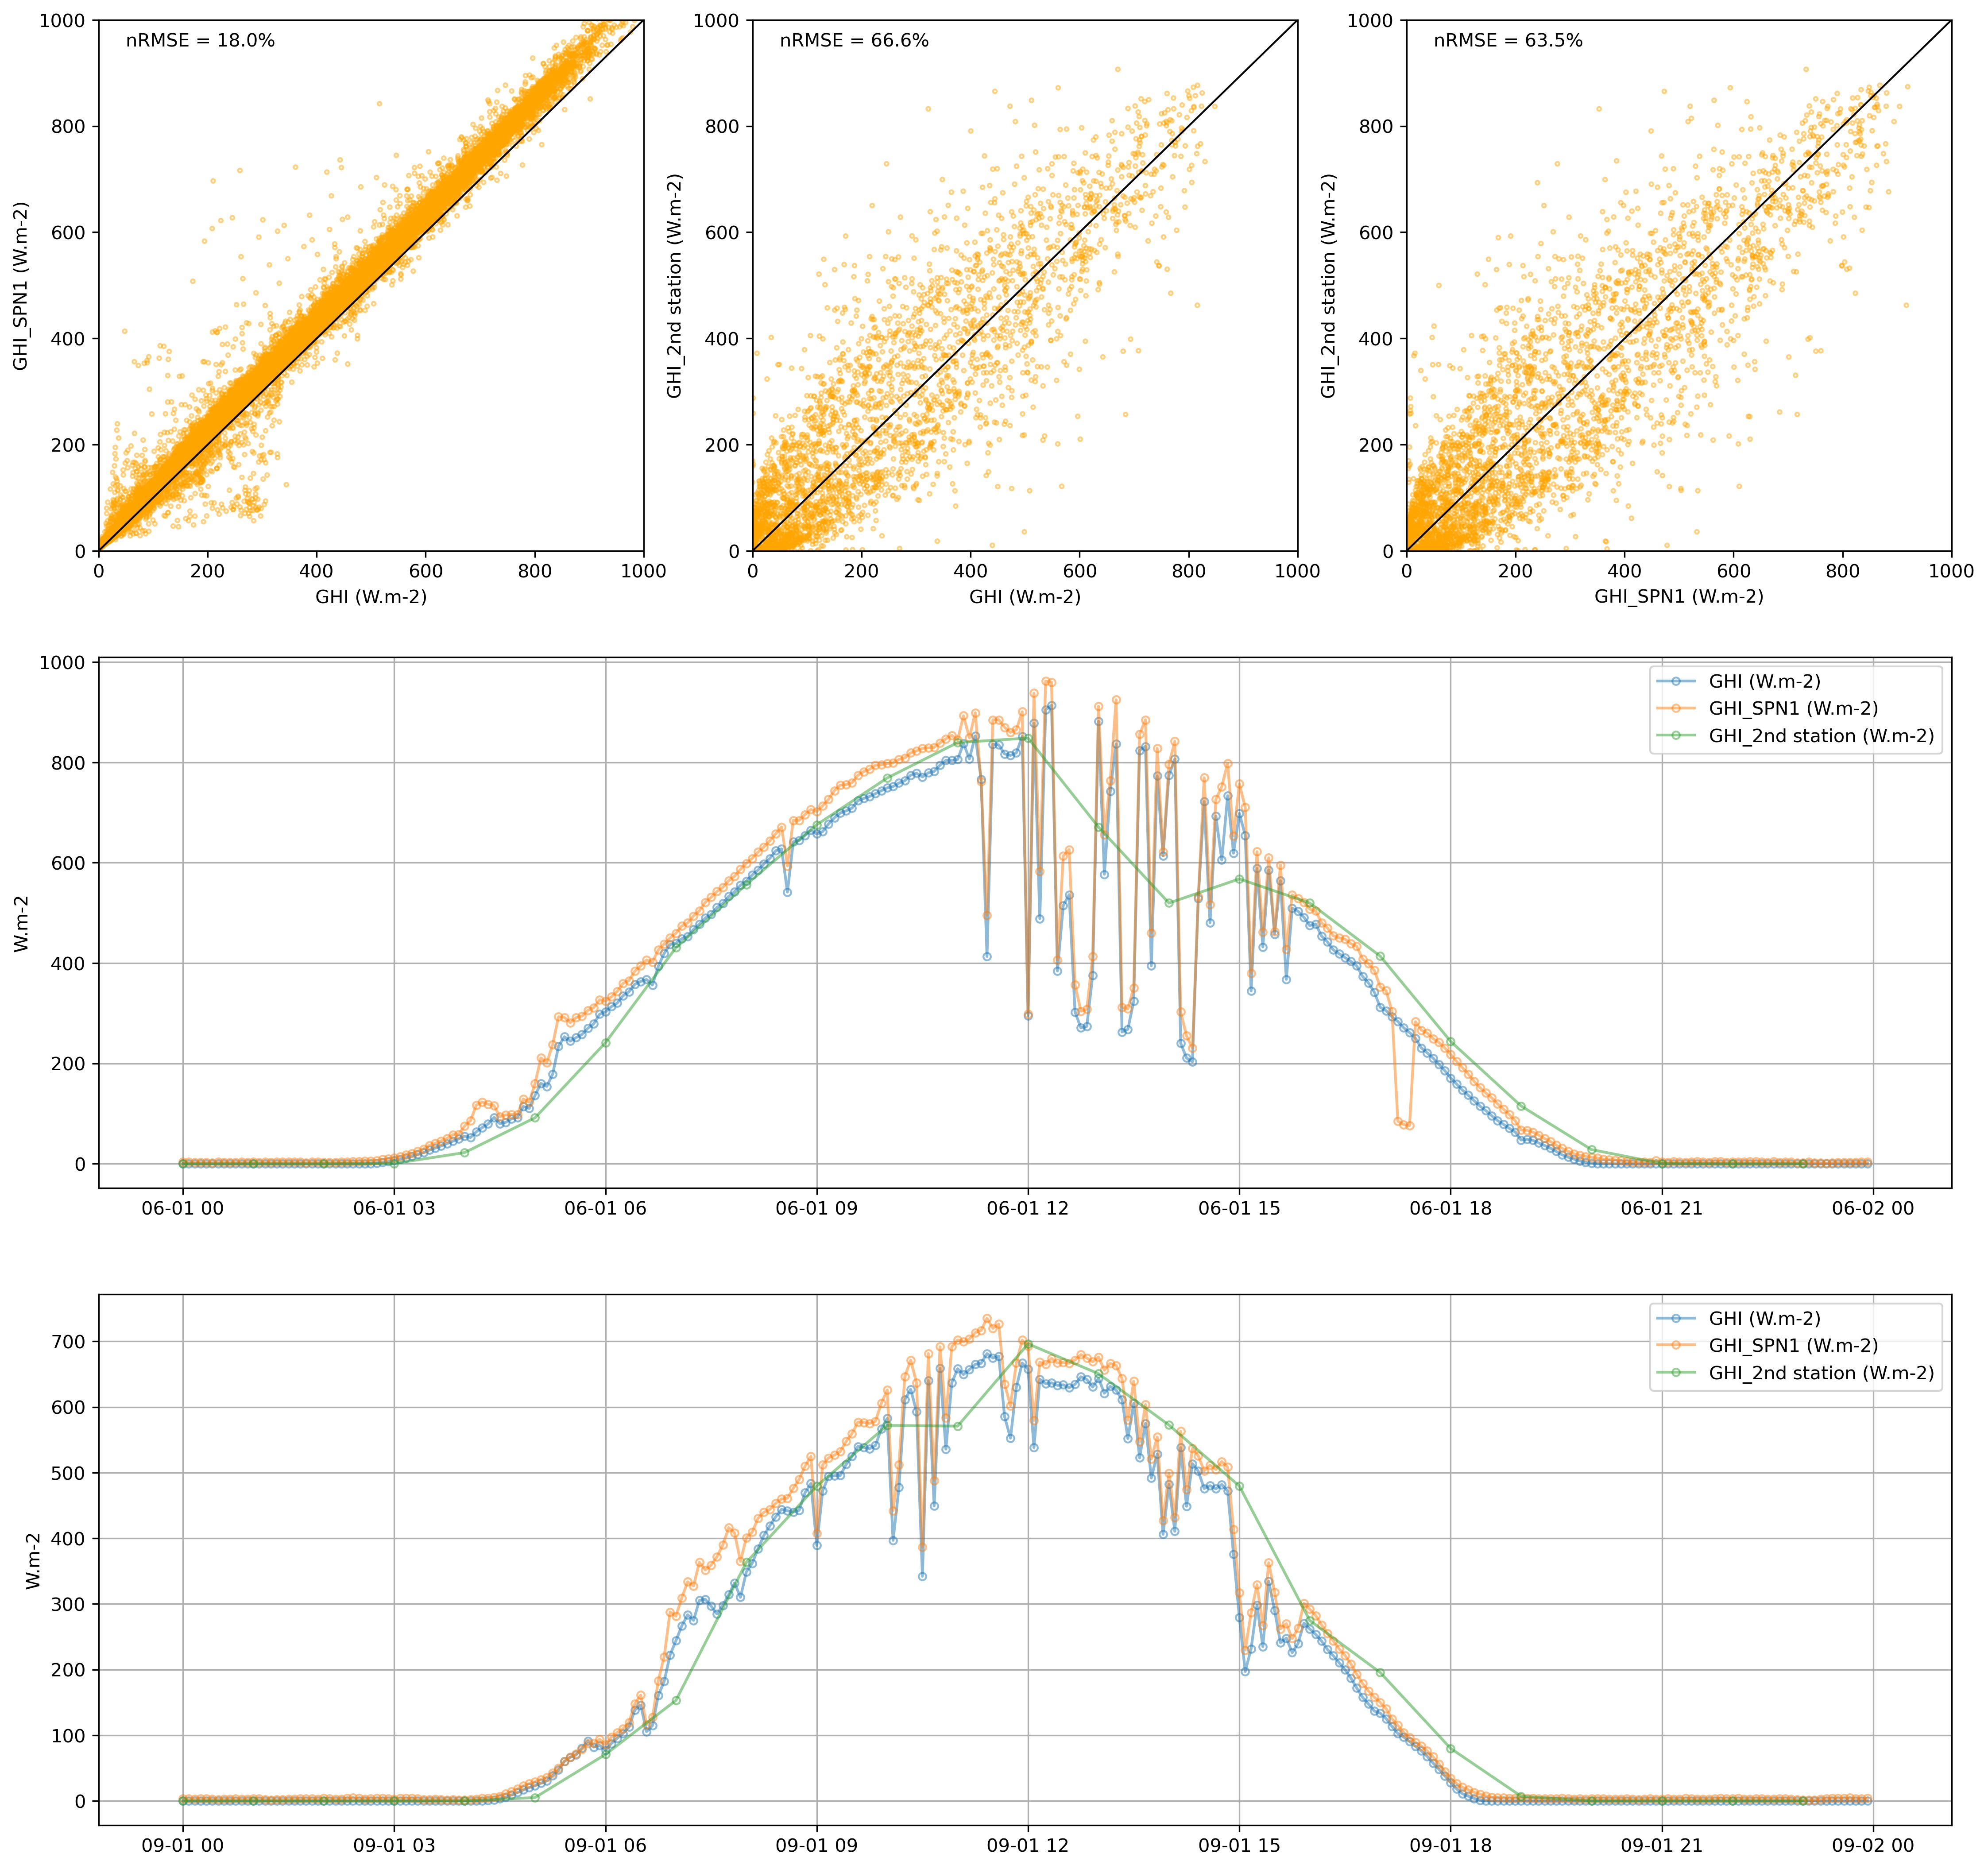 nRMSE = 18.0%
GHI_SPN1 (W.m-2)
1000
800
600
400
200
0
0 200 400 600 800 1000
GHI (W.m-2)
nRMSE = 66.6%
GHI_2nd station (W.m-2)
1000
800
600
400
200
0
0 200 400 600 800 1000
GHI (W.m-2)
nRMSE = 63.5%
GHI_2nd station (W.m-2)
1000
800
600
400
200
0
0 200 400 600 800 1000
GHI_SPN1 (W.m-2)
W.m-2
1000
800
600
400
200
0
GHI (W.m-2)
GHI_SPN1 (W.m-2)
GHI_2nd station (W.m-2)
06-01 00 06-01 03 06-01 06 06-01 09 06-01 12 06-01 15 06-01 18 06-01 21 06-02 00
W.m-2
700
600
500
400
300
200
100
0
GHI (W.m-2)
GHI_SPN1 (W.m-2)
GHI_2nd station (W.m-2)
09-01 00 09-01 03 09-01 06 09-01 09 09-01 12 09-01 15 09-01 18 09-01 21 09-02 00